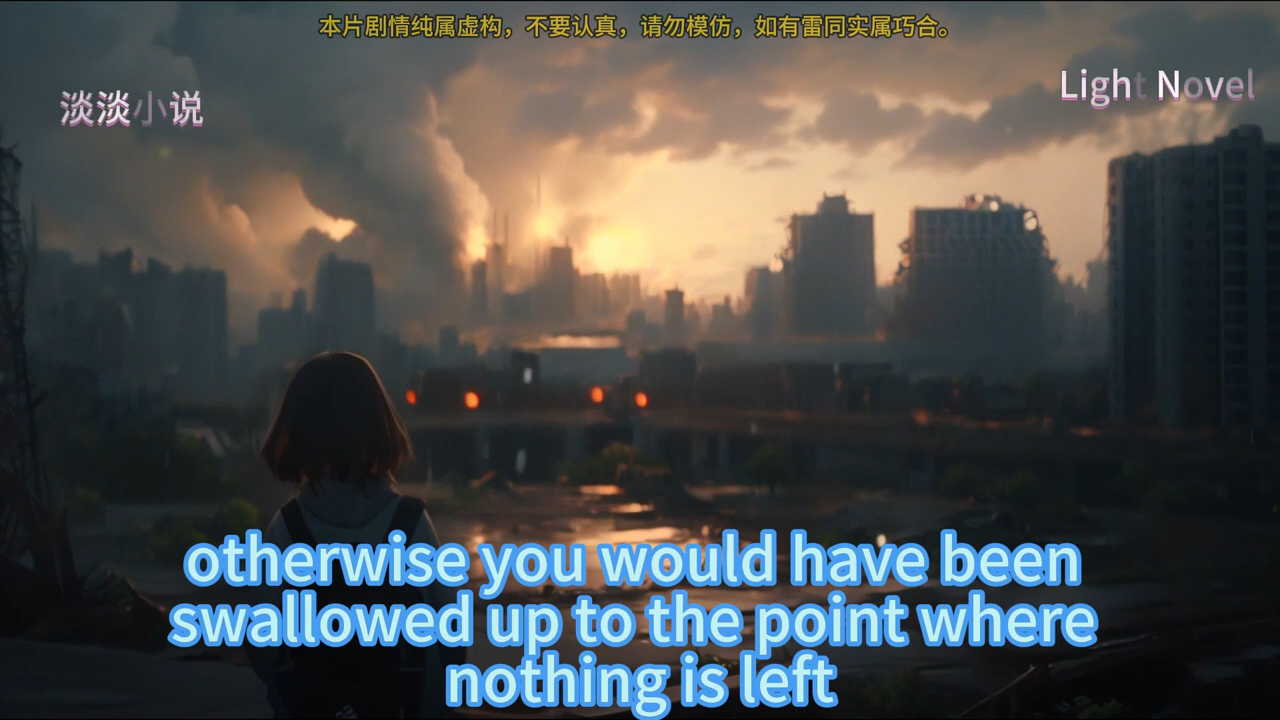 本片剧情纯属虚构，不要认真，请勿模仿，如有雷同实属巧合。
淡淡小说
Light Novel
otherwise you would have been
swallowed up to the point where
nothing is left